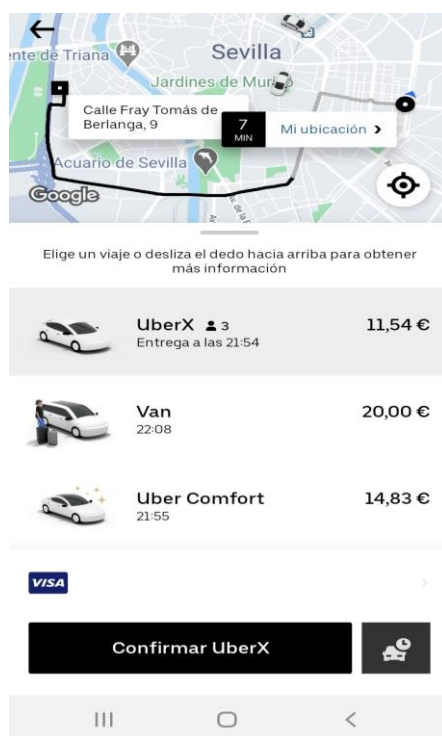 Sevilla
nte de Triana
Jardines de Mur
Calle Fray Tomás de
Berlanga, 9
7
MIN
Mi ubicación
Acuario de Sevilla
Google
Elige un viaje o desliza el dedo hacia arriba para obtener
más información
UberX 3
11,54 €
Entrega a las 21:54
Van
20,00 €
22:08
Uber Comfort
14,83 €
21:55
VISA
Confirmar UberX